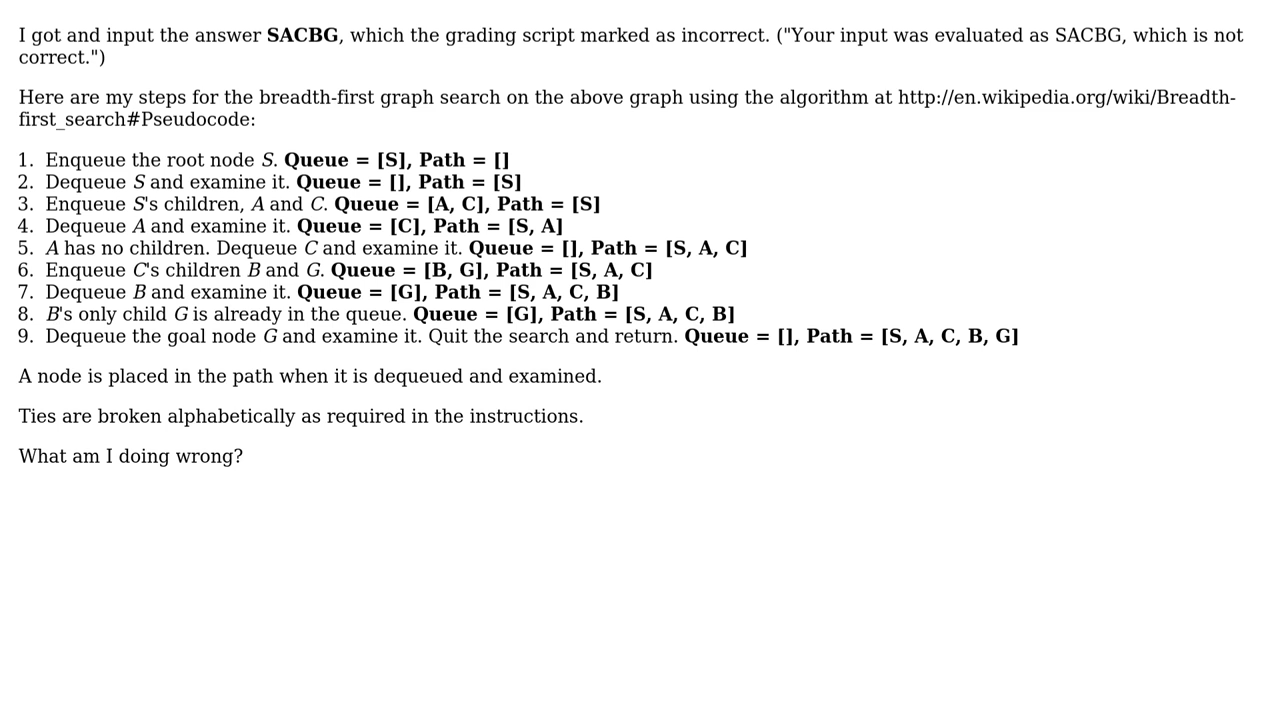 I got and input the answer SACBG, which the grading script marked as incorrect. ("Your input was evaluated as SACBG, which is not
correct.")
Here are my steps for the breadth-first graph search on the above graph using the algorithm at http://en.wikipedia.org/wiki/Breadth-
first_search#Pseudocode:
1. Enqueue the root node S. Queue = [S], Path = []
2. Dequeue S and examine it. Queue = [], Path = [S]
3. Enqueue S's children, A and C. Queue = [A, C], Path = [S]
4. Dequeue A and examine it. Queue = [C], Path = [S, A]
5. A has no children. Dequeue C and examine it. Queue = [], Path = [S, A, C]
6. Enqueue C's children B and G. Queue = [B, G], Path = [S, A, C]
7. Dequeue B and examine it. Queue = [G], Path = [S, A, C, B]
8. B's only child G is already in the queue. Queue = [G], Path = [S, A, C, B]
9. Dequeue the goal node G and examine it. Quit the search and return. Queue = [], Path = [S, A, C, B, G]
A node is placed in the path when it is dequeued and examined.
Ties are broken alphabetically as required in the instructions.
What am I doing wrong?